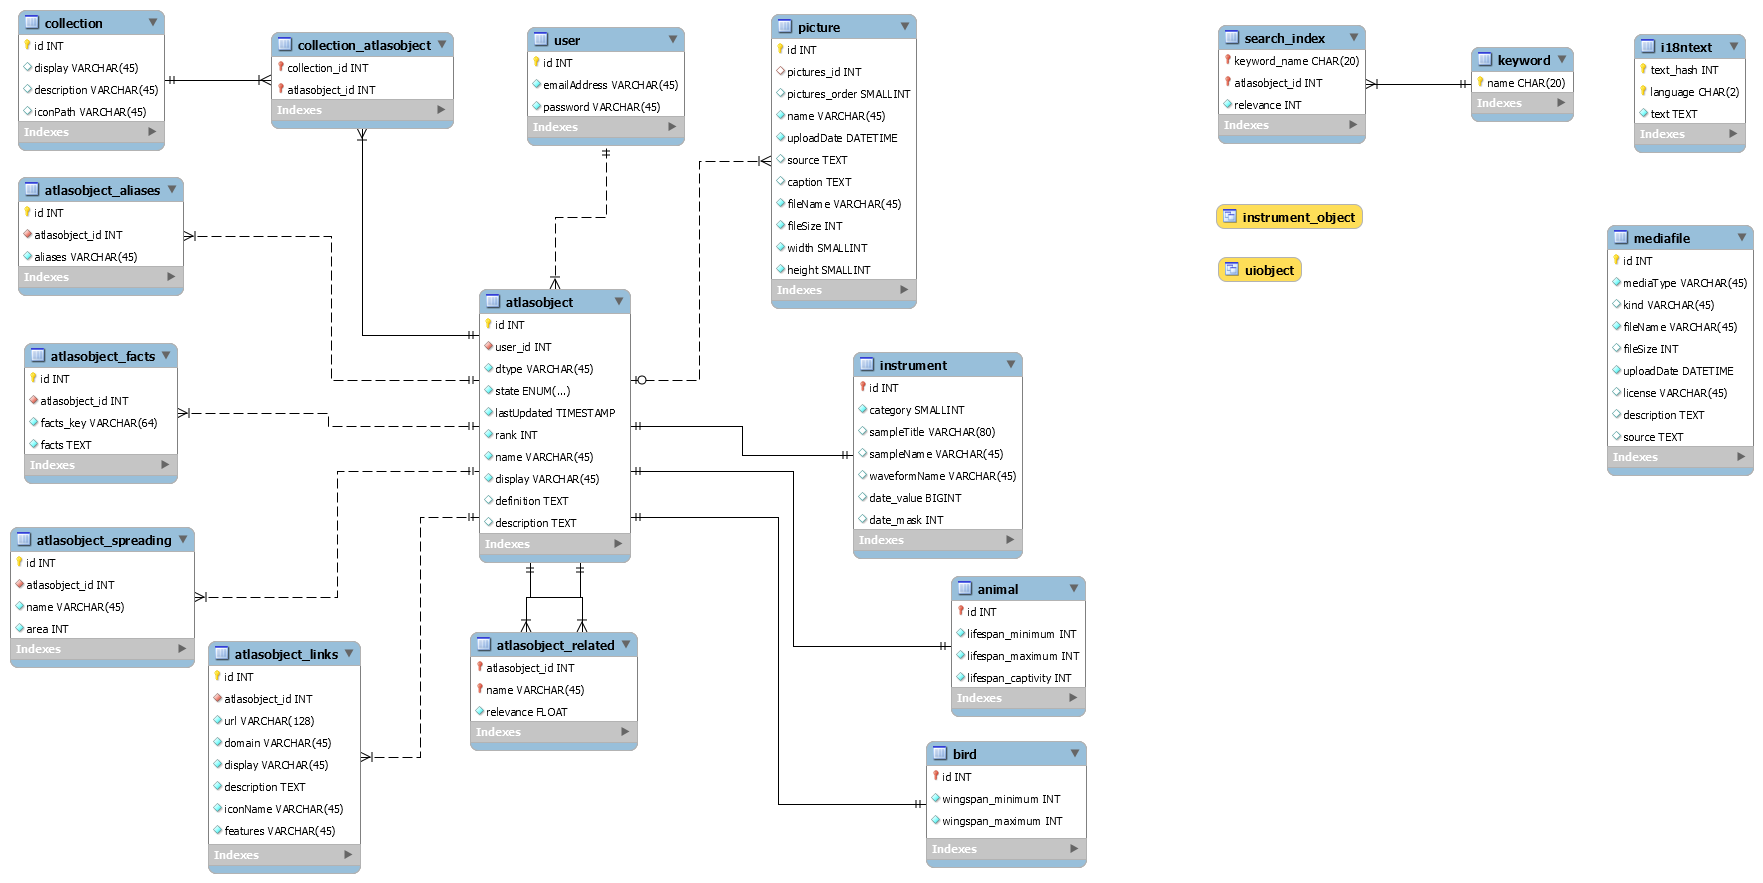 collection
id INT
display VARCHAR(45)
description VARCHAR(45)
iconPath VARCHAR(45)
Indexes
collection_atlasobject
collection_id INT
atlasobject_id INT
Indexes
user
id INT
emailAddress VARCHAR(45)
password VARCHAR(45)
Indexes
picture
id INT
pictures_id INT
pictures_order SMALLINT
name VARCHAR(45)
uploadDate DATETIME
source TEXT
caption TEXT
fileName VARCHAR(45)
fileSize INT
width SMALLINT
height SMALLINT
Indexes
search_index
keyword_name CHAR(20)
atlasobject_id INT
relevance INT
Indexes
keyword
name CHAR(20)
Indexes
i18ntext
text_hash INT
language CHAR(2)
text TEXT
Indexes
atlasobject_aliases
id INT
atlasobject_id INT
aliases VARCHAR(45)
Indexes
instrument_object
uiobject
mediafile
id INT
mediaType VARCHAR(45)
kind VARCHAR(45)
fileName VARCHAR(45)
fileSize INT
uploadDate DATETIME
license VARCHAR(45)
description TEXT
source TEXT
Indexes
atlasobject
id INT
user_id INT
dtype VARCHAR(45)
state ENUM(...)
lastUpdated TIMESTAMP
rank INT
name VARCHAR(45)
display VARCHAR(45)
definition TEXT
description TEXT
Indexes
atlasobject_facts
id INT
atlasobject_id INT
facts_key VARCHAR(64)
facts TEXT
Indexes
instrument
id INT
category SMALLINT
sampleTitle VARCHAR(80)
sampleName VARCHAR(45)
waveformName VARCHAR(45)
date_value BIGINT
date_mask INT
Indexes
atlasobject_spreading
id INT
atlasobject_id INT
name VARCHAR(45)
area INT
Indexes
animal
id INT
lifespan_minimum INT
lifespan_maximum INT
lifespan_captivity INT
Indexes
atlasobject_links
id INT
atlasobject_id INT
url VARCHAR(128)
domain VARCHAR(45)
display VARCHAR(45)
description TEXT
iconName VARCHAR(45)
features VARCHAR(45)
Indexes
atlasobject_related
atlasobject_id INT
name VARCHAR(45)
relevance FLOAT
Indexes
bird
id INT
wingspan_minimum INT
wingspan_maximum INT
Indexes